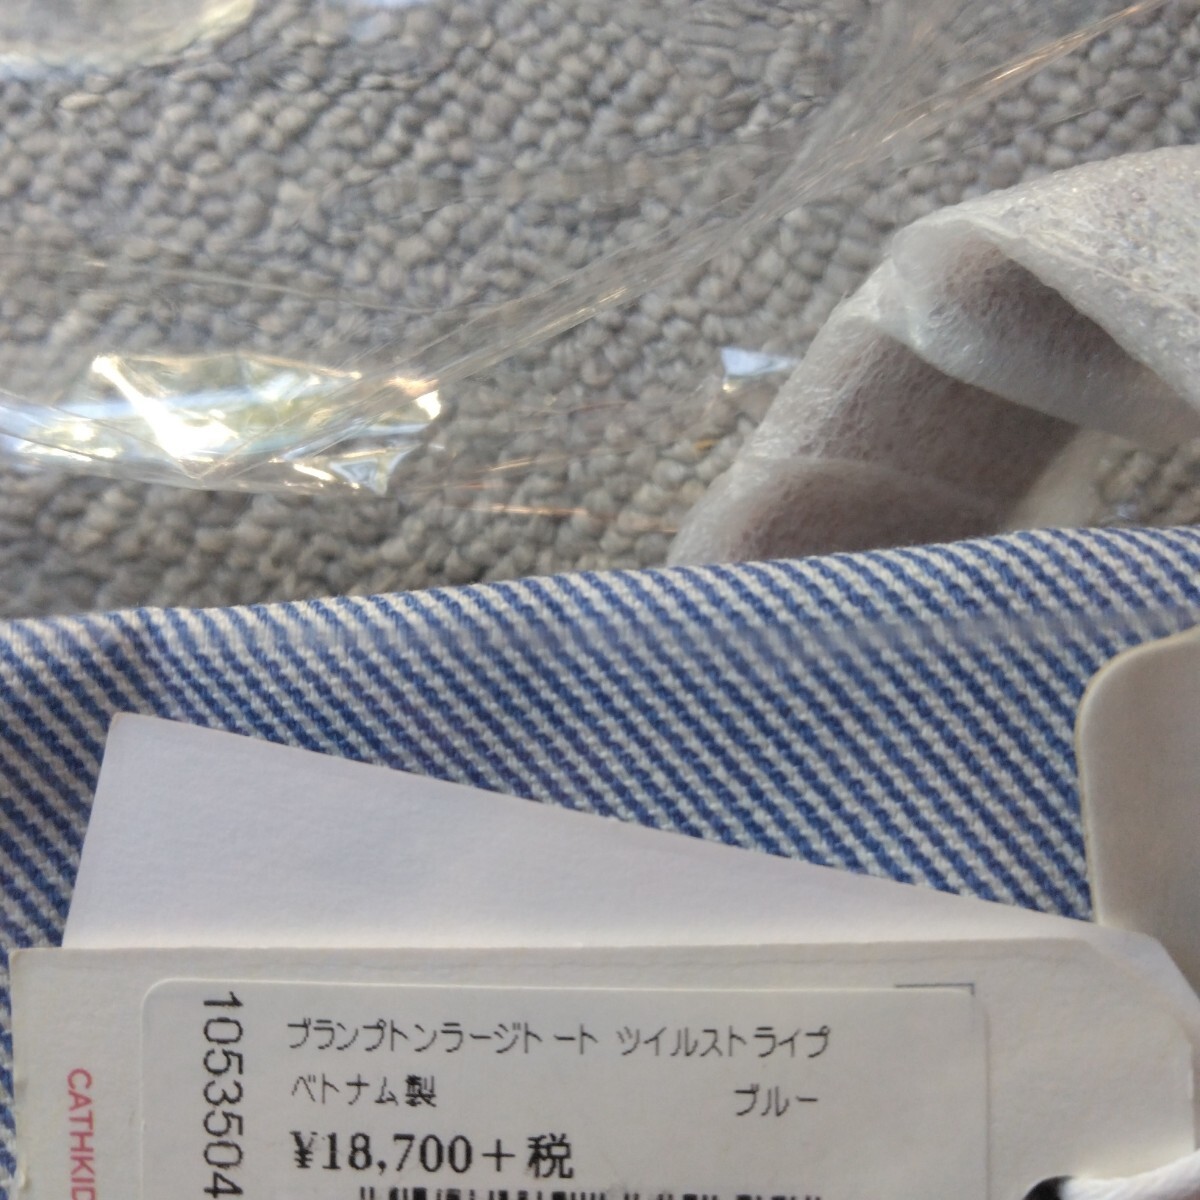 ブランプトンラージトート ツイルストライプ
ベトナム製 ブルー
¥18,700+税
1053504
CATHKID